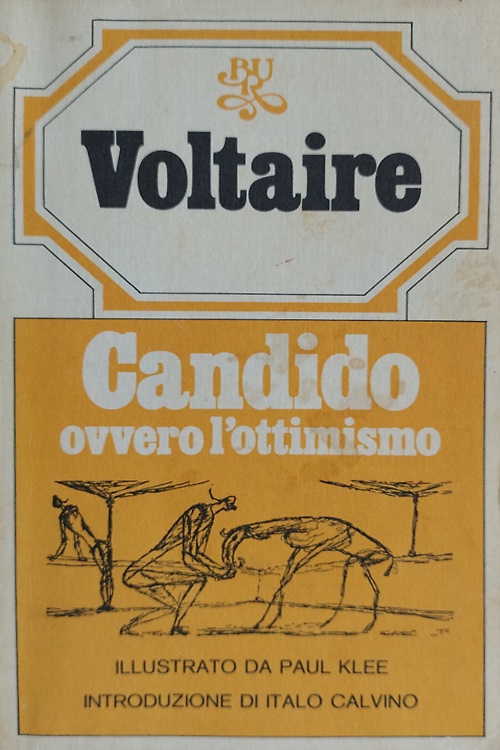 BUR
Voltaire
Candido
ovvero l'ottimismo
ILLUSTRATO DA PAUL KLEE
INTRODUZIONE DI ITALO CALVINO